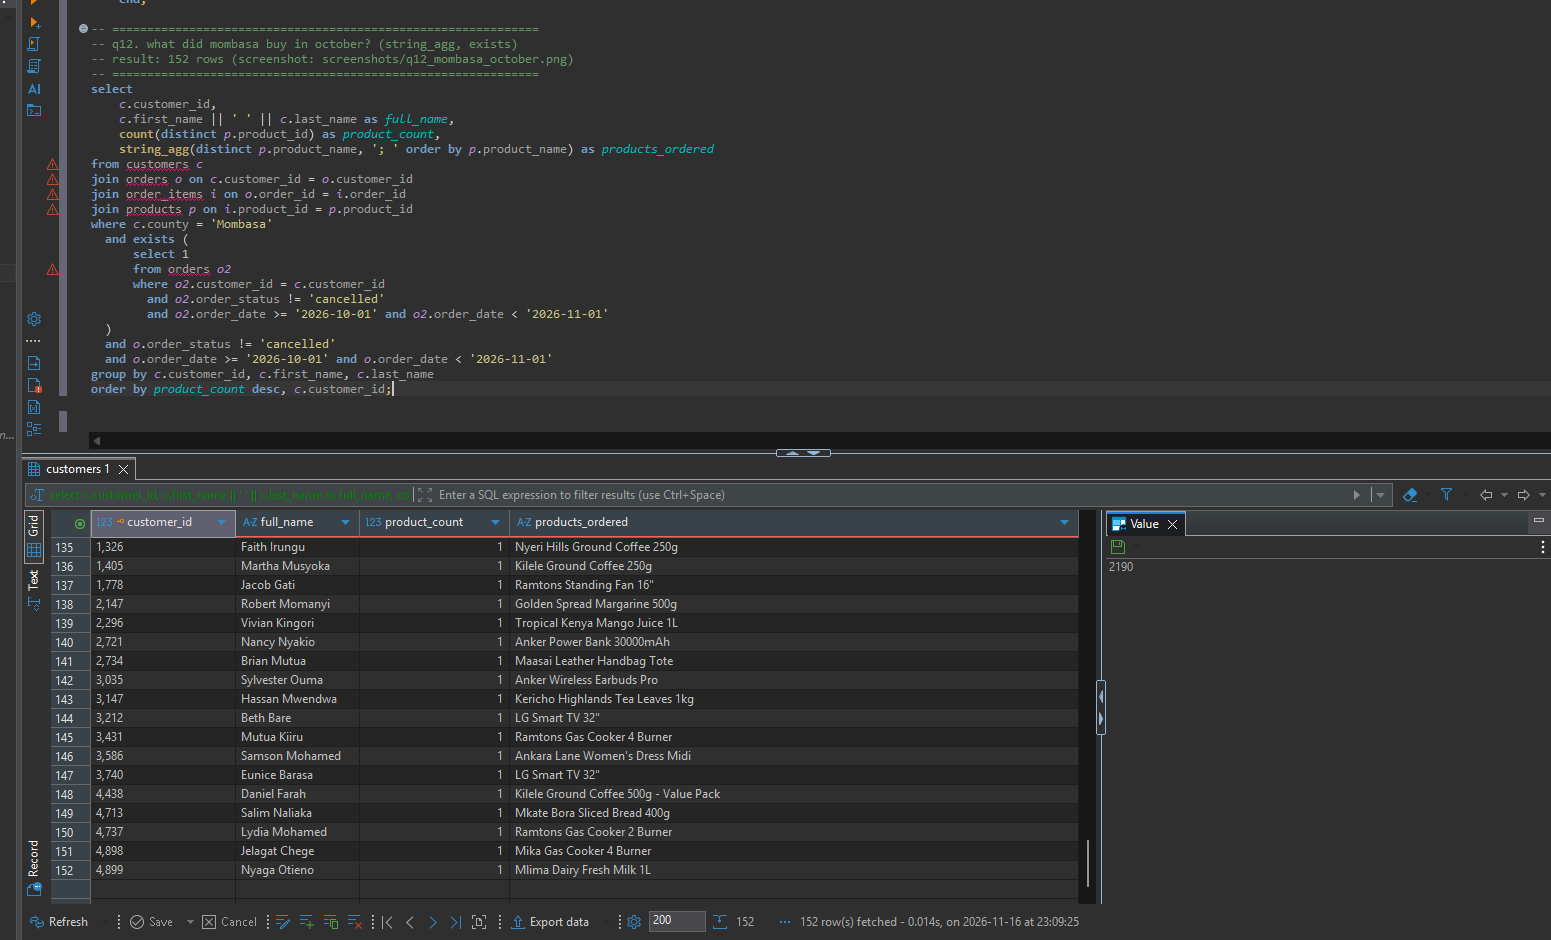 end;
-- =============================================================
-- q12. what did mombasa buy in october? (string_agg, exists)
-- result: 152 rows (screenshot: screenshots/q12_mombasa_october.png)
-- =============================================================
select
c.customer_id,
c.first_name || ' ' || c.last_name as full_name,
count(distinct p.product_id) as product_count,
string_agg(distinct p.product_name, '; ' order by p.product_name) as products_ordered
from customers c
join orders o on c.customer_id = o.customer_id
join order_items i on o.order_id = i.order_id
join products p on i.product_id = p.product_id
where c.county = 'Mombasa'
and exists (
select 1
from orders o2
where o2.customer_id = c.customer_id
and o2.order_status != 'cancelled'
and o2.order_date >= '2026-10-01' and o2.order_date < '2026-11-01'
)
and o.order_status != 'cancelled'
and o.order_date >= '2026-10-01' and o.order_date < '2026-11-01'
group by c.customer_id, c.first_name, c.last_name
order by product_count desc, c.customer_id;
AI
n...
customers 1
select c.customer_id, c.first_name || ' ' || c.last_name as full_name, co
Enter a SQL expression to filter results (use Ctrl+Space)
Grid
Text
Record
123 customer_id A-Z full_name 123 product_count A-Z products_ordered
135 1,326 Faith Irungu 1 Nyeri Hills Ground Coffee 250g
136 1,405 Martha Musyoka 1 Kilele Ground Coffee 250g
137 1,778 Jacob Gati 1 Ramtons Standing Fan 16"
138 2,147 Robert Momanyi 1 Golden Spread Margarine 500g
139 2,296 Vivian Kingori 1 Tropical Kenya Mango Juice 1L
140 2,721 Nancy Nyakio 1 Anker Power Bank 30000mAh
141 2,734 Brian Mutua 1 Maasai Leather Handbag Tote
142 3,035 Sylvester Ouma 1 Anker Wireless Earbuds Pro
143 3,147 Hassan Mwendwa 1 Kericho Highlands Tea Leaves 1kg
144 3,212 Beth Bare 1 LG Smart TV 32"
145 3,431 Mutua Kiiru 1 Ramtons Gas Cooker 4 Burner
146 3,586 Samson Mohamed 1 Ankara Lane Women's Dress Midi
147 3,740 Eunice Barasa 1 LG Smart TV 32"
148 4,438 Daniel Farah 1 Kilele Ground Coffee 500g - Value Pack
149 4,713 Salim Naliaka 1 Mkate Bora Sliced Bread 400g
150 4,737 Lydia Mohamed 1 Ramtons Gas Cooker 2 Burner
151 4,898 Jelagat Chege 1 Mika Gas Cooker 4 Burner
152 4,899 Nyaga Otieno 1 Mlima Dairy Fresh Milk 1L
Value
2190
Refresh Save Cancel Export data 200 152 ... 152 row(s) fetched - 0.014s, on 2026-11-16 at 23:09:25